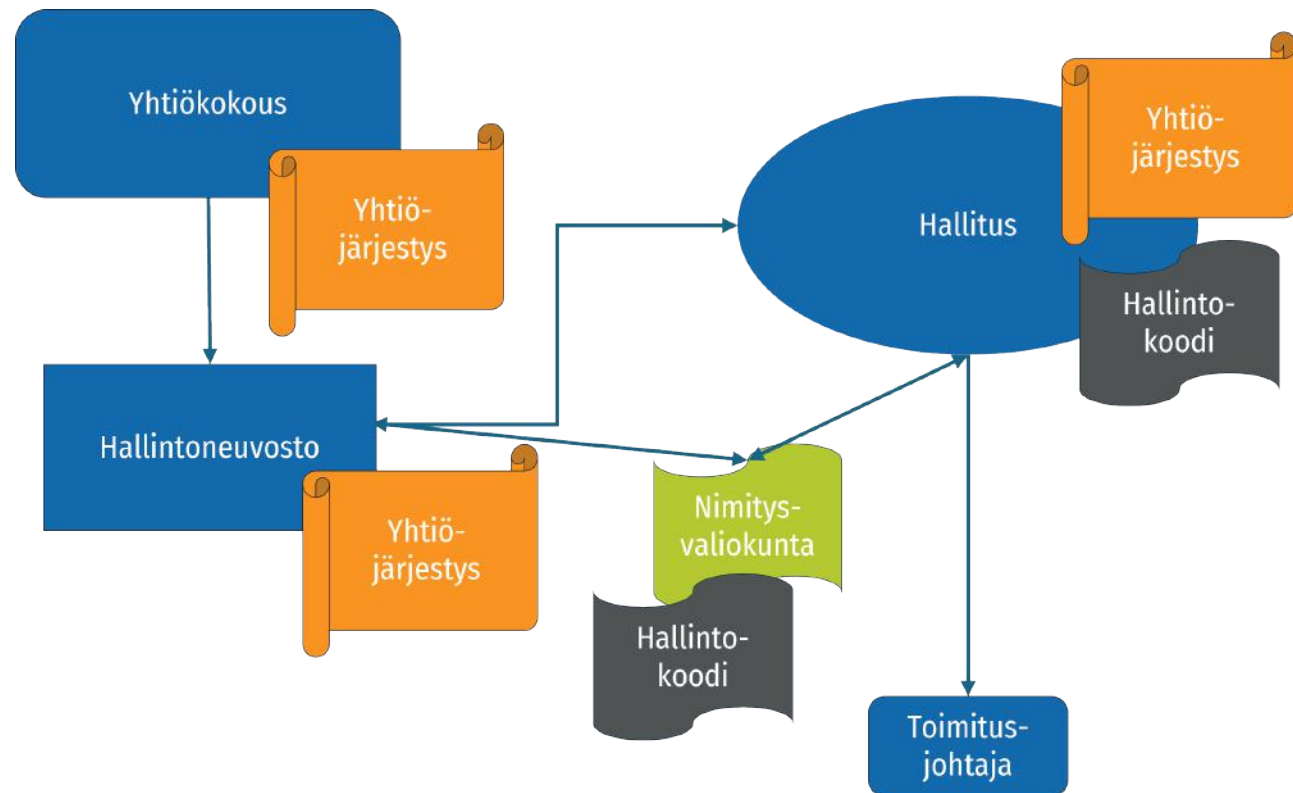 Yhtiökokous
Yhtiö-
järjestys
Hallintoneuvosto
Yhtiö-
järjestys
Hallitus
Yhtiö-
järjestys
Hallinto-
koodi
Nimitys-
valiokunta
Hallinto-
koodi
Toimitus-
johtaja